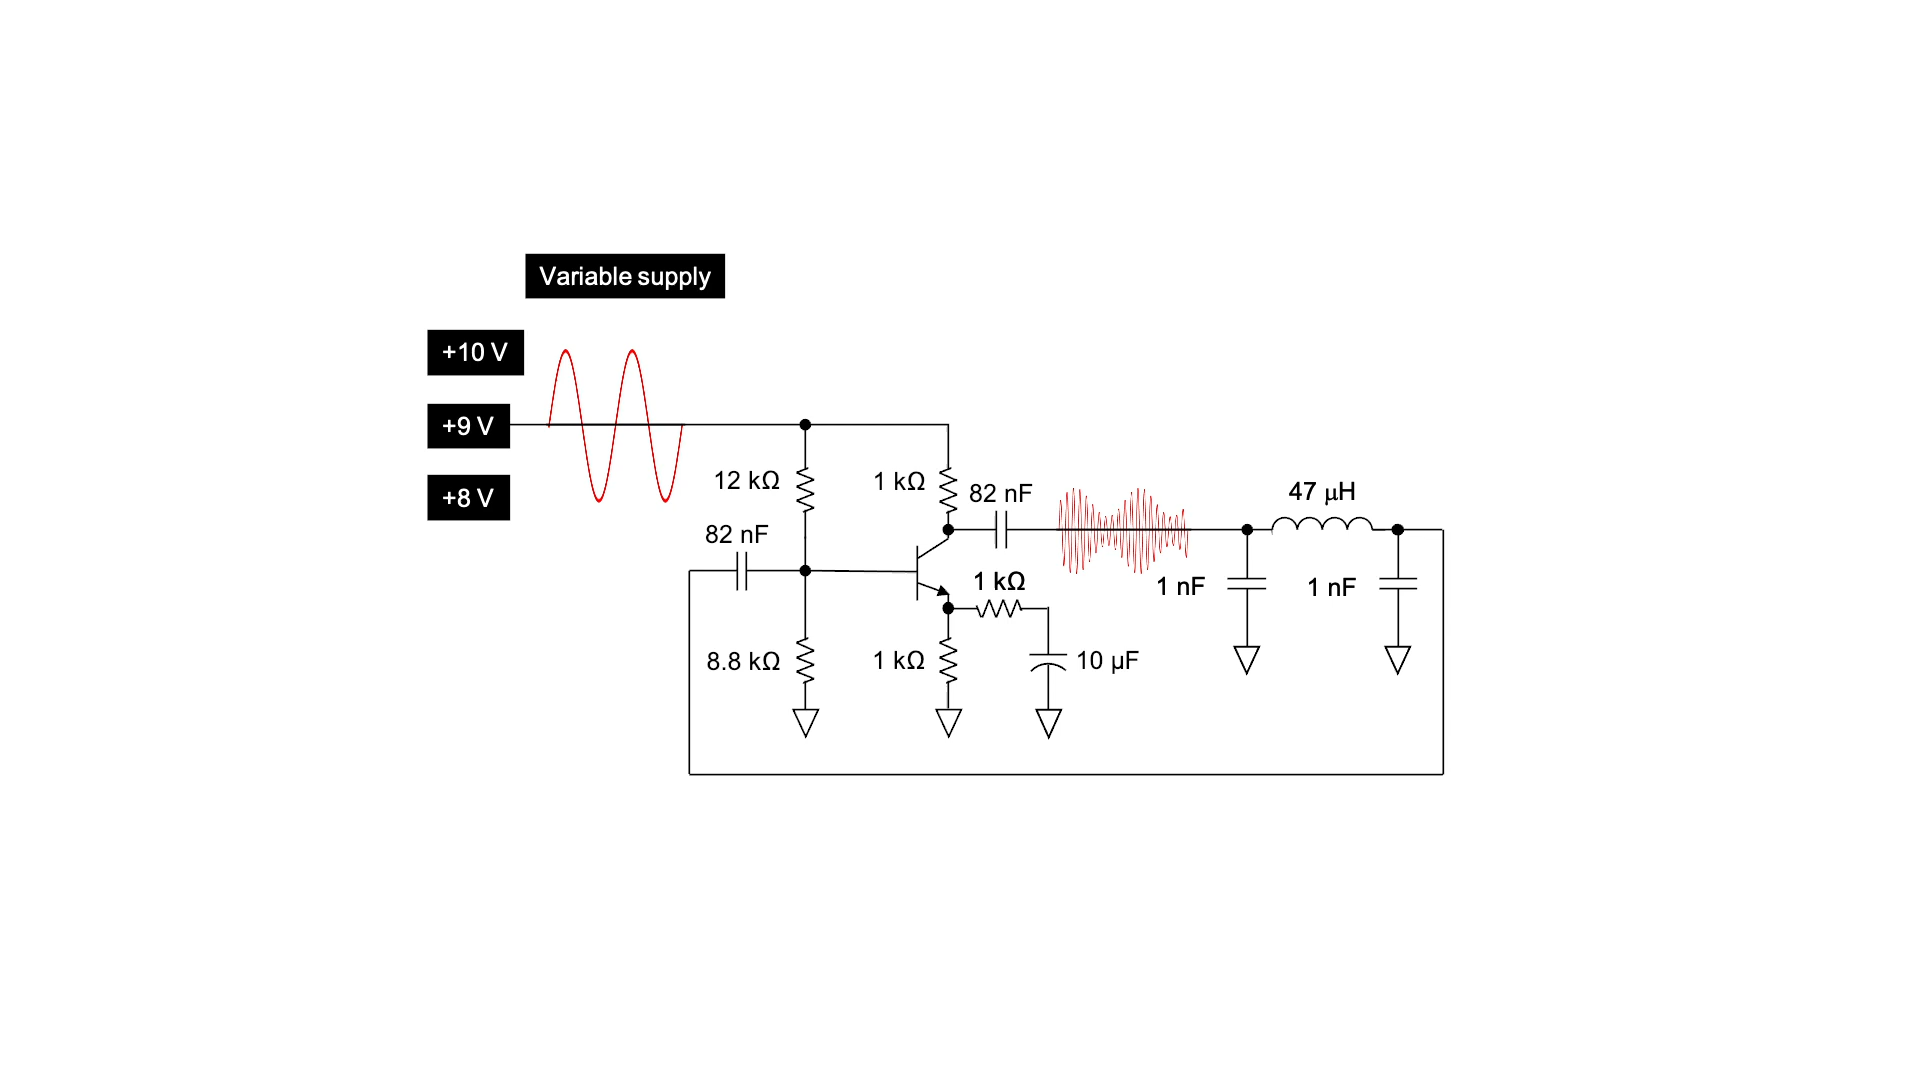 Variable supply
+10 V
+9 V
+8 V
12 kΩ
1 kΩ
82 nF
47 μH
82 nF
1 kΩ
1 nF
1 nF
8.8 kΩ
1 kΩ
10 μF